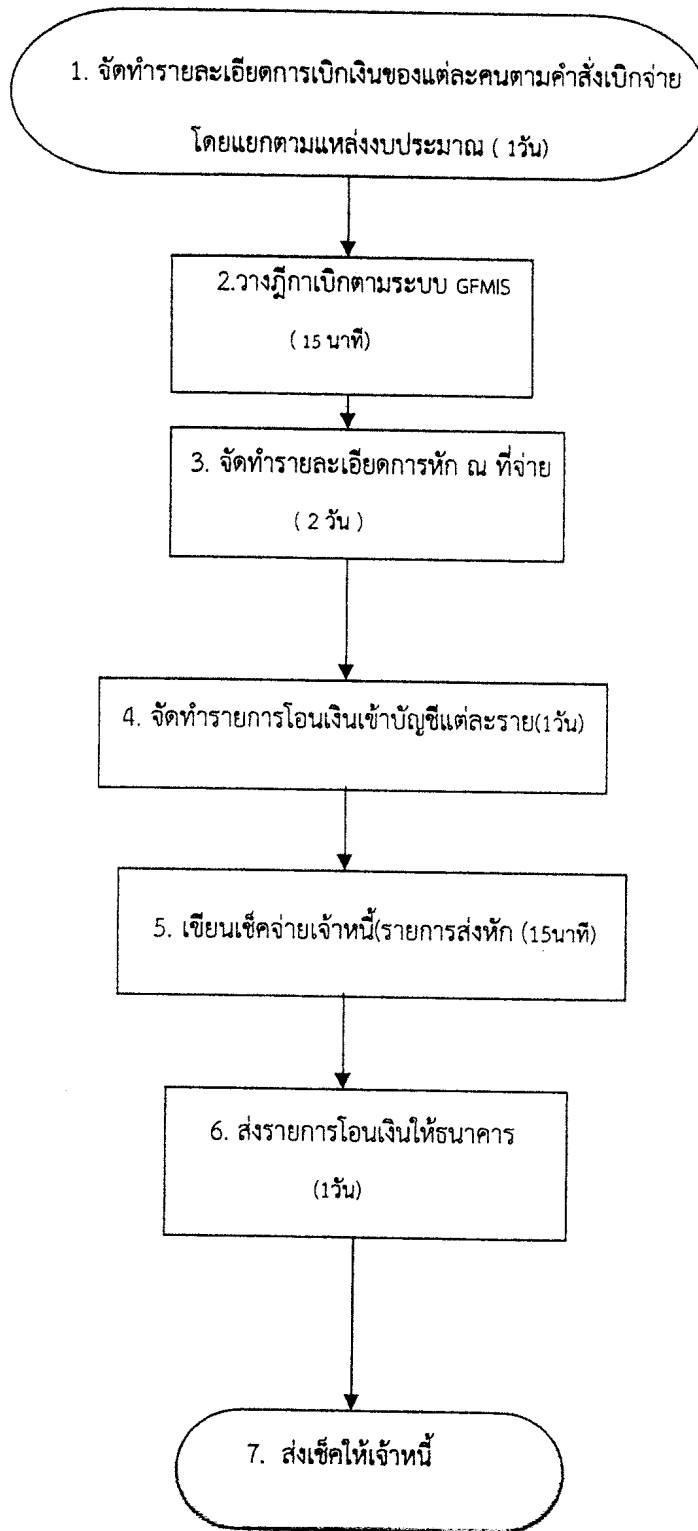 1. จัดทำรายละเอียดการเบิกเงินของแต่ละคนตามคำสั่งเบิกจ่าย
โดยแยกตามแหล่งงบประมาณ ( 1วัน)
2.วางฎีกาเบิกตามระบบ GFMIS
( 15 นาที)
3. จัดทำรายละเอียดการหัก ณ ที่จ่าย
( 2 วัน )
4. จัดทำรายการโอนเงินเข้าบัญชีแต่ละราย(1วัน)
5. เขียนเช็คจ่ายเจ้าหนี้(รายการส่งหัก (15นาที)
6. ส่งรายการโอนเงินให้ธนาคาร
(1วัน)
7. ส่งเช็คให้เจ้าหนี้